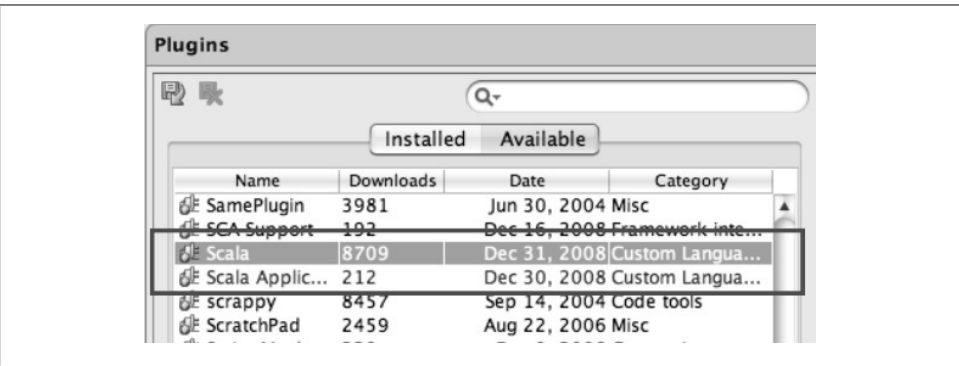 Plugins
Installed Available
Name Downloads Date Category
SamePlugin 3981 Jun 30, 2004 Misc
SCA Support 192 Dec 16, 2008 Framework inte...
Scala 8709 Dec 31, 2008 Custom Langua...
Scala Applic... 212 Dec 30, 2008 Custom Langua...
scrappy 8457 Sep 14, 2004 Code tools
ScratchPad 2459 Aug 22, 2006 Misc